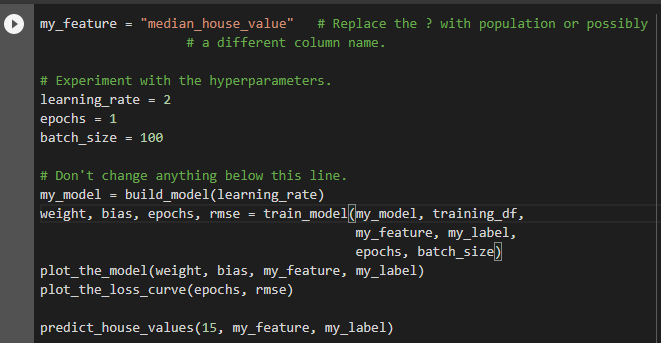 my_feature = "median_house_value"   # Replace the ? with population or possibly
# a different column name.
# Experiment with the hyperparameters.
learning_rate = 2
epochs = 1
batch_size = 100
# Don't change anything below this line.
my_model = build_model(learning_rate)
weight, bias, epochs, rmse = train_model(my_model, training_df,
my_feature, my_label,
epochs, batch_size)
plot_the_model(weight, bias, my_feature, my_label)
plot_the_loss_curve(epochs, rmse)
predict_house_values(15, my_feature, my_label)